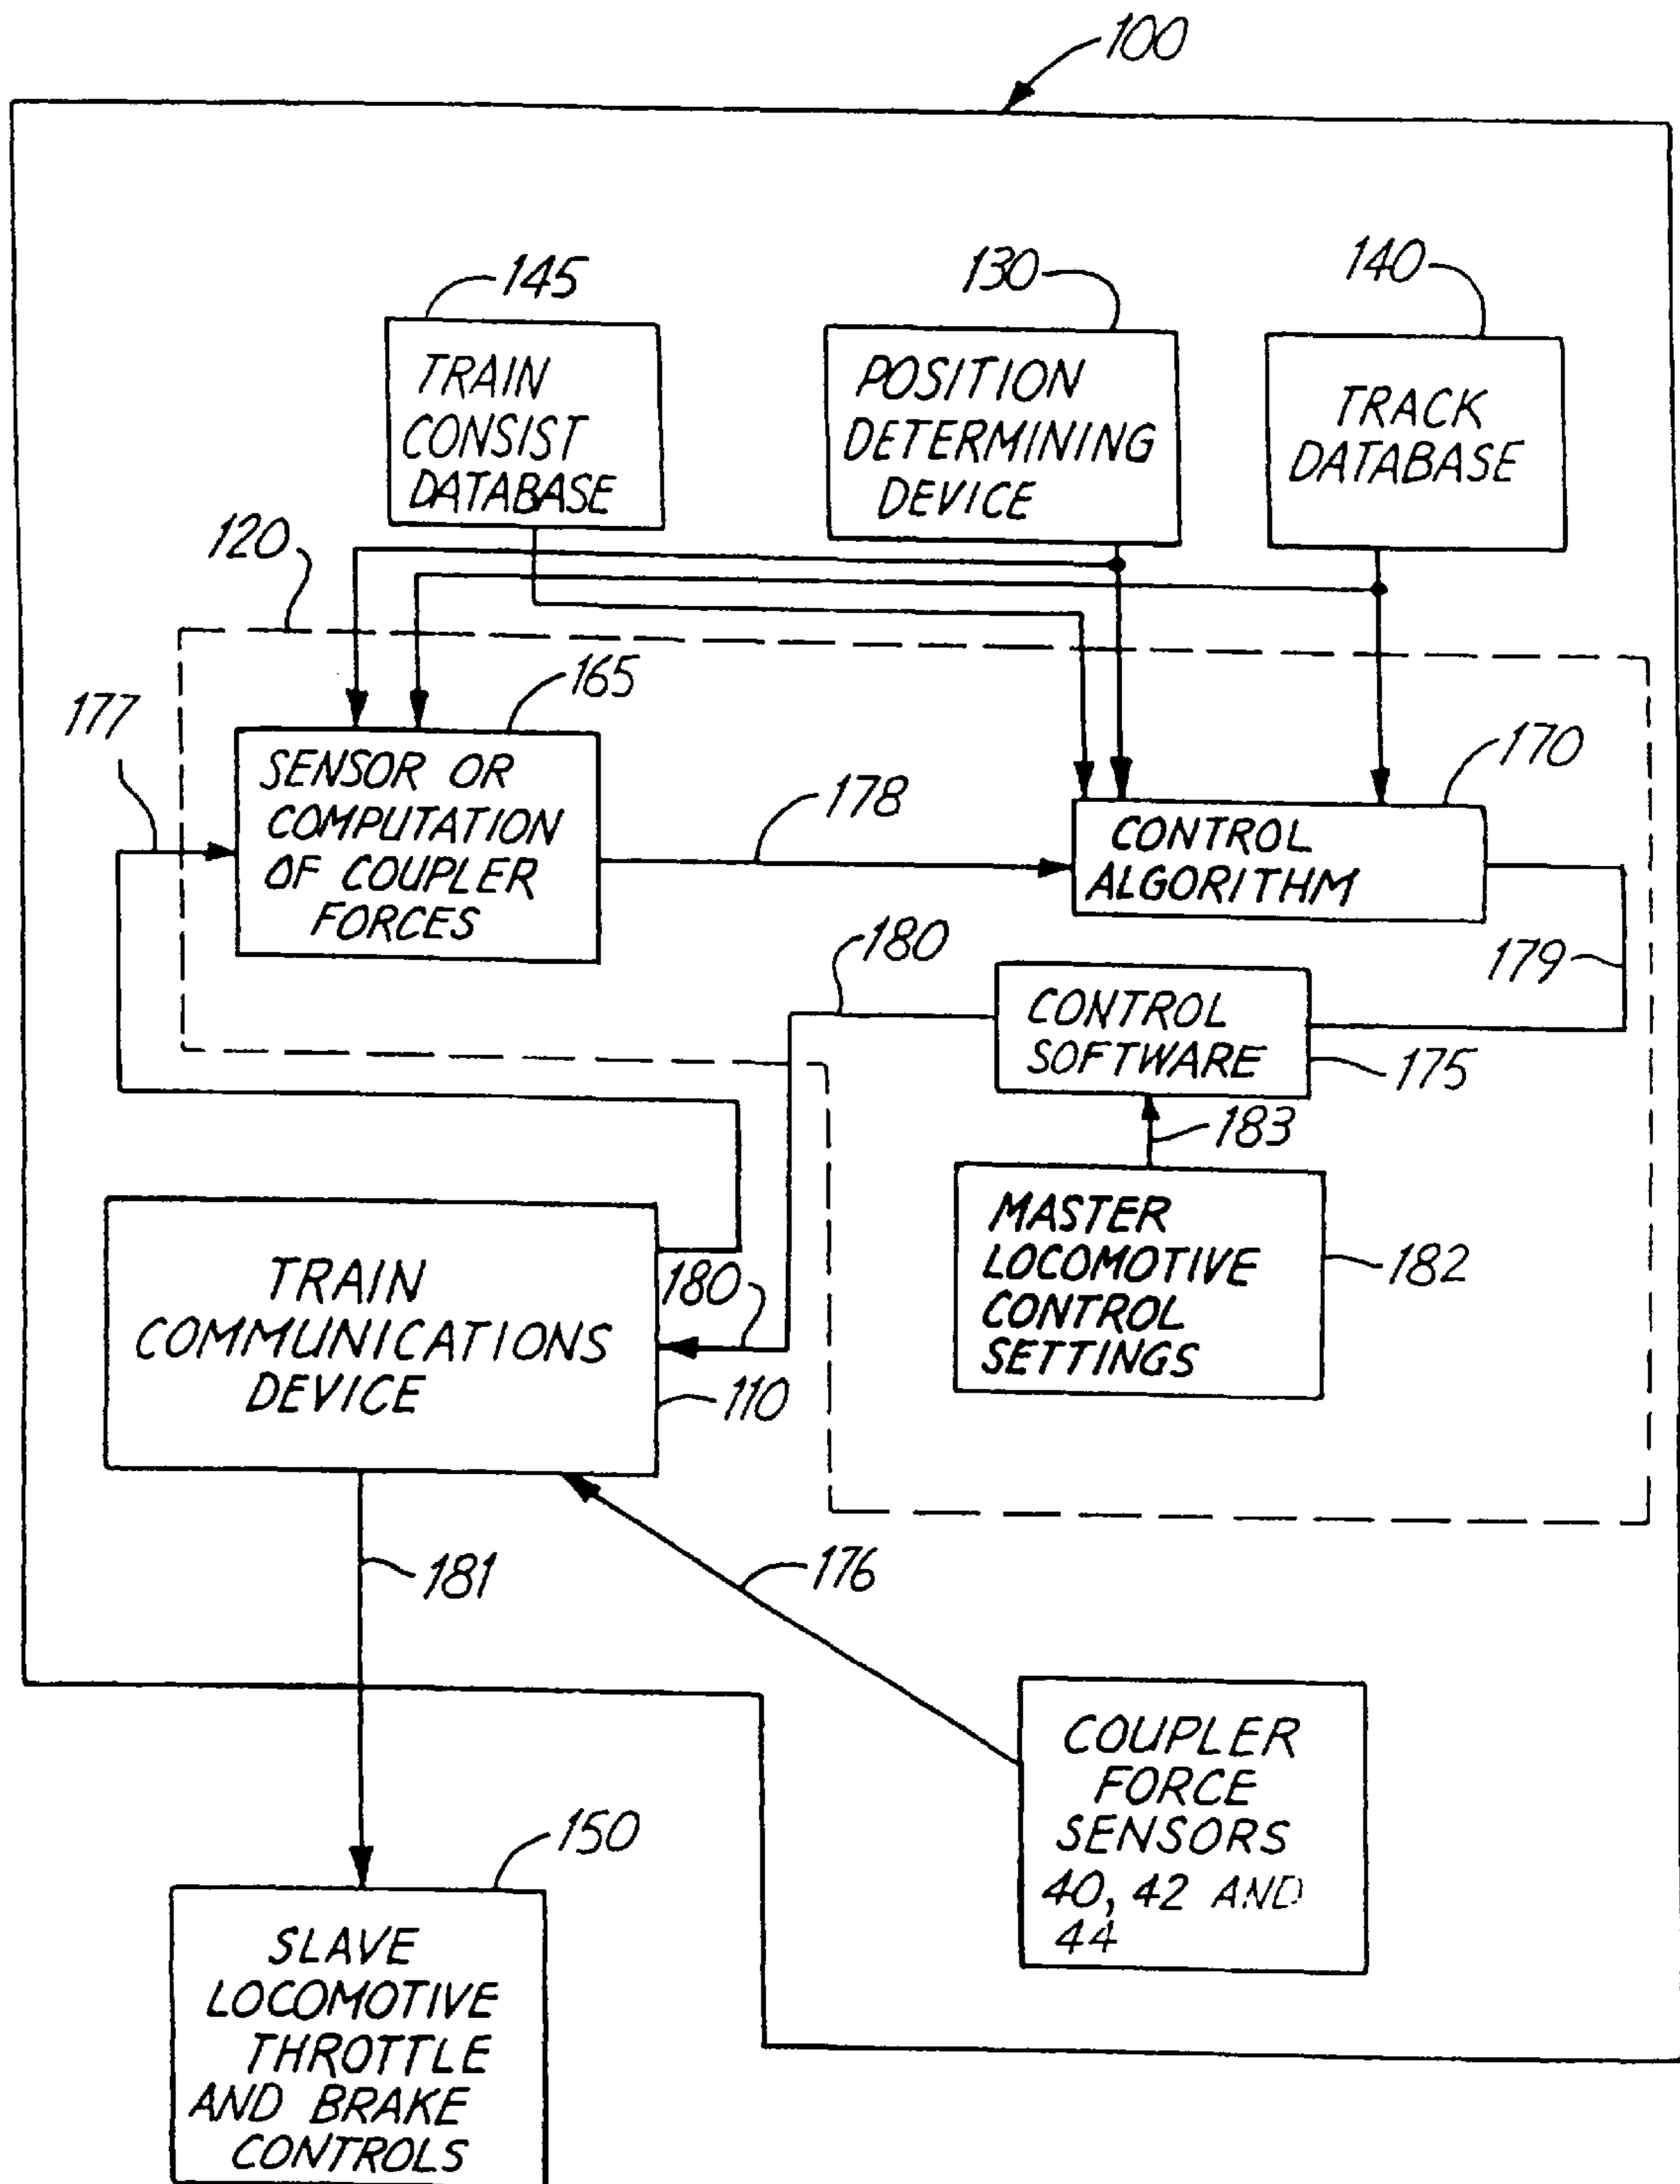 100
145
130
140
TRAIN
CONSIST
DATABASE
POSITION
DETERMINING
DEVICE
TRACK
DATABASE
120
177
165
SENSOR OR
COMPUTATION
OF COUPLER
FORCES
178
170
CONTROL
ALGORITHM
180
179
CONTROL
SOFTWARE
175
183
MASTER
LOCOMOTIVE
CONTROL
SETTINGS
182
TRAIN
COMMUNICATIONS
DEVICE
180
110
181
176
COUPLER
FORCE
SENSORS
40, 42 AND
44
150
SLAVE
LOCOMOTIVE
THROTTLE
AND BRAKE
CONTROLS